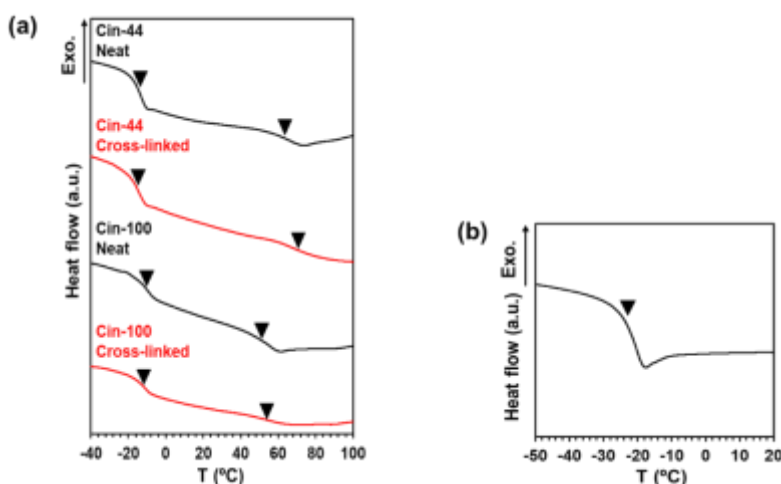 (a)
Exo.
Heat flow (a.u.)
Cin-44
Neat
Cin-44
Cross-linked
Cin-100
Neat
Cin-100
Cross-linked
-40 -20 0 20 40 60 80 100
T (ºC)
(b)
Exo.
Heat flow (a.u.)
-50 -40 -30 -20 -10 0 10 20
T (ºC)